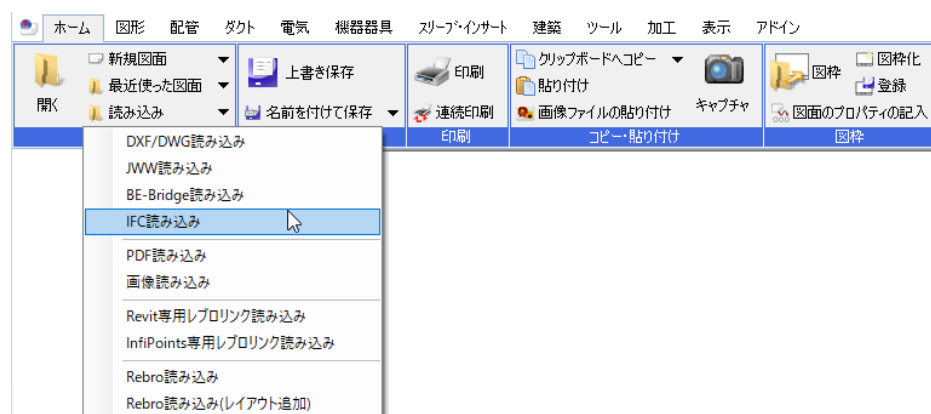 ホーム 図形 配管 ダクト 電気 機器器具 スリーブ・インサート 建築 ツール 加工 表示 アドイン
開く
新規図面
最近使った図面
読み込み
上書き保存
名前を付けて保存
印刷
連続印刷
印刷
クリップボードへコピー
貼り付け
画像ファイルの貼り付け
キャプチャ
コピー・貼り付け
図枠
図枠化
登録
図面のプロパティの記入
図枠
DXF/DWG読み込み
JWW読み込み
BE-Bridge読み込み
IFC読み込み
PDF読み込み
画像読み込み
Revit専用レブロリンク読み込み
InfiPoints専用レブロリンク読み込み
Rebro読み込み
Rebro読み込み(レイアウト追加)